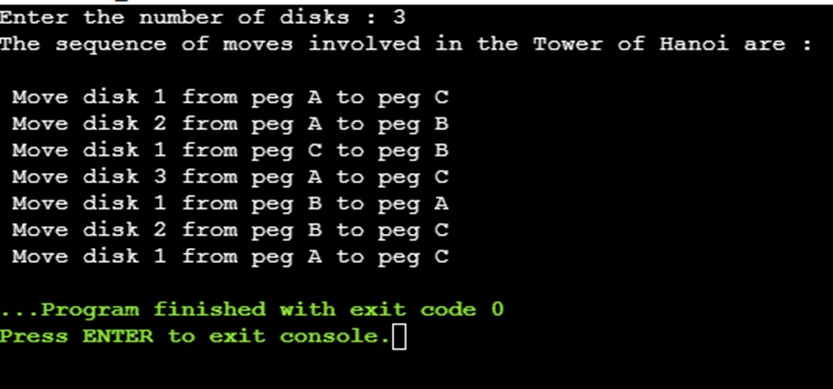 Enter the number of disks : 3
The sequence of moves involved in the Tower of Hanoi are :
Move disk 1 from peg A to peg C
Move disk 2 from peg A to peg B
Move disk 1 from peg C to peg B
Move disk 3 from peg A to peg C
Move disk 1 from peg B to peg A
Move disk 2 from peg B to peg C
Move disk 1 from peg A to peg C
...Program finished with exit code 0
Press ENTER to exit console.